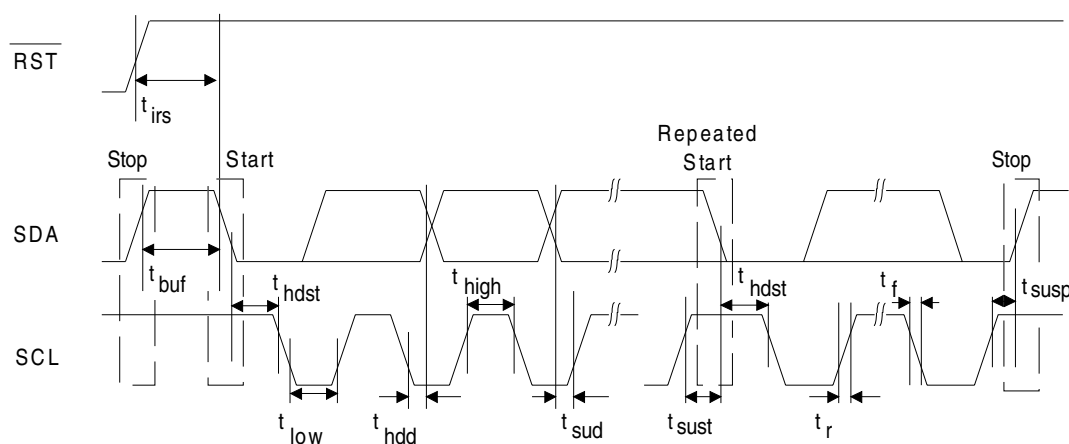 RST
t irs
Repeated
Stop Start Start Stop
SDA
t buf t hdst t high t hdst t f t susp
SCL
t low t hdd t sud t sust t r